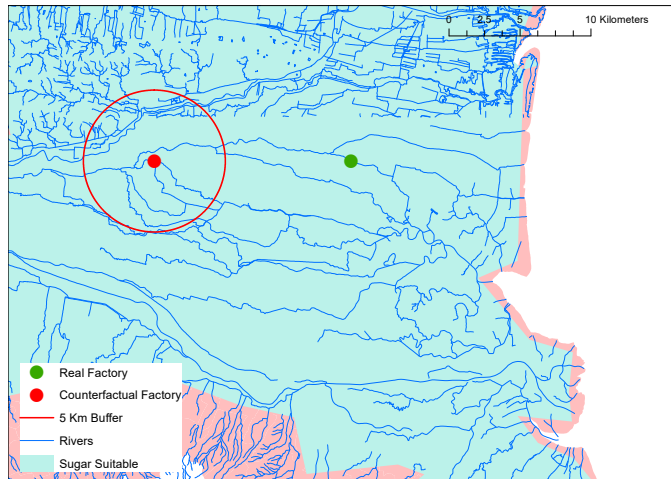 0 2.5 5 10 Kilometers
Real Factory
Counterfactual Factory
5 Km Buffer
Rivers
Sugar Suitable